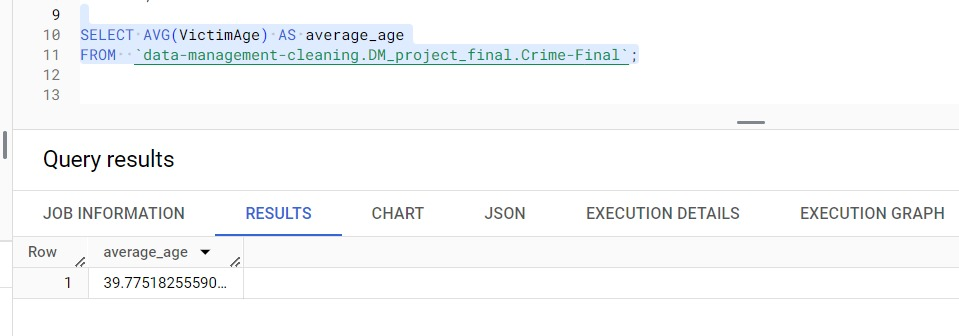 9
10 SELECT AVG(VictimAge) AS average_age
11 FROM `data-management-cleaning.DM_project_final.Crime-Final`;
12
13
Query results
JOB INFORMATION RESULTS CHART JSON EXECUTION DETAILS EXECUTION GRAPH
Row average_age
1 39.77518255590...